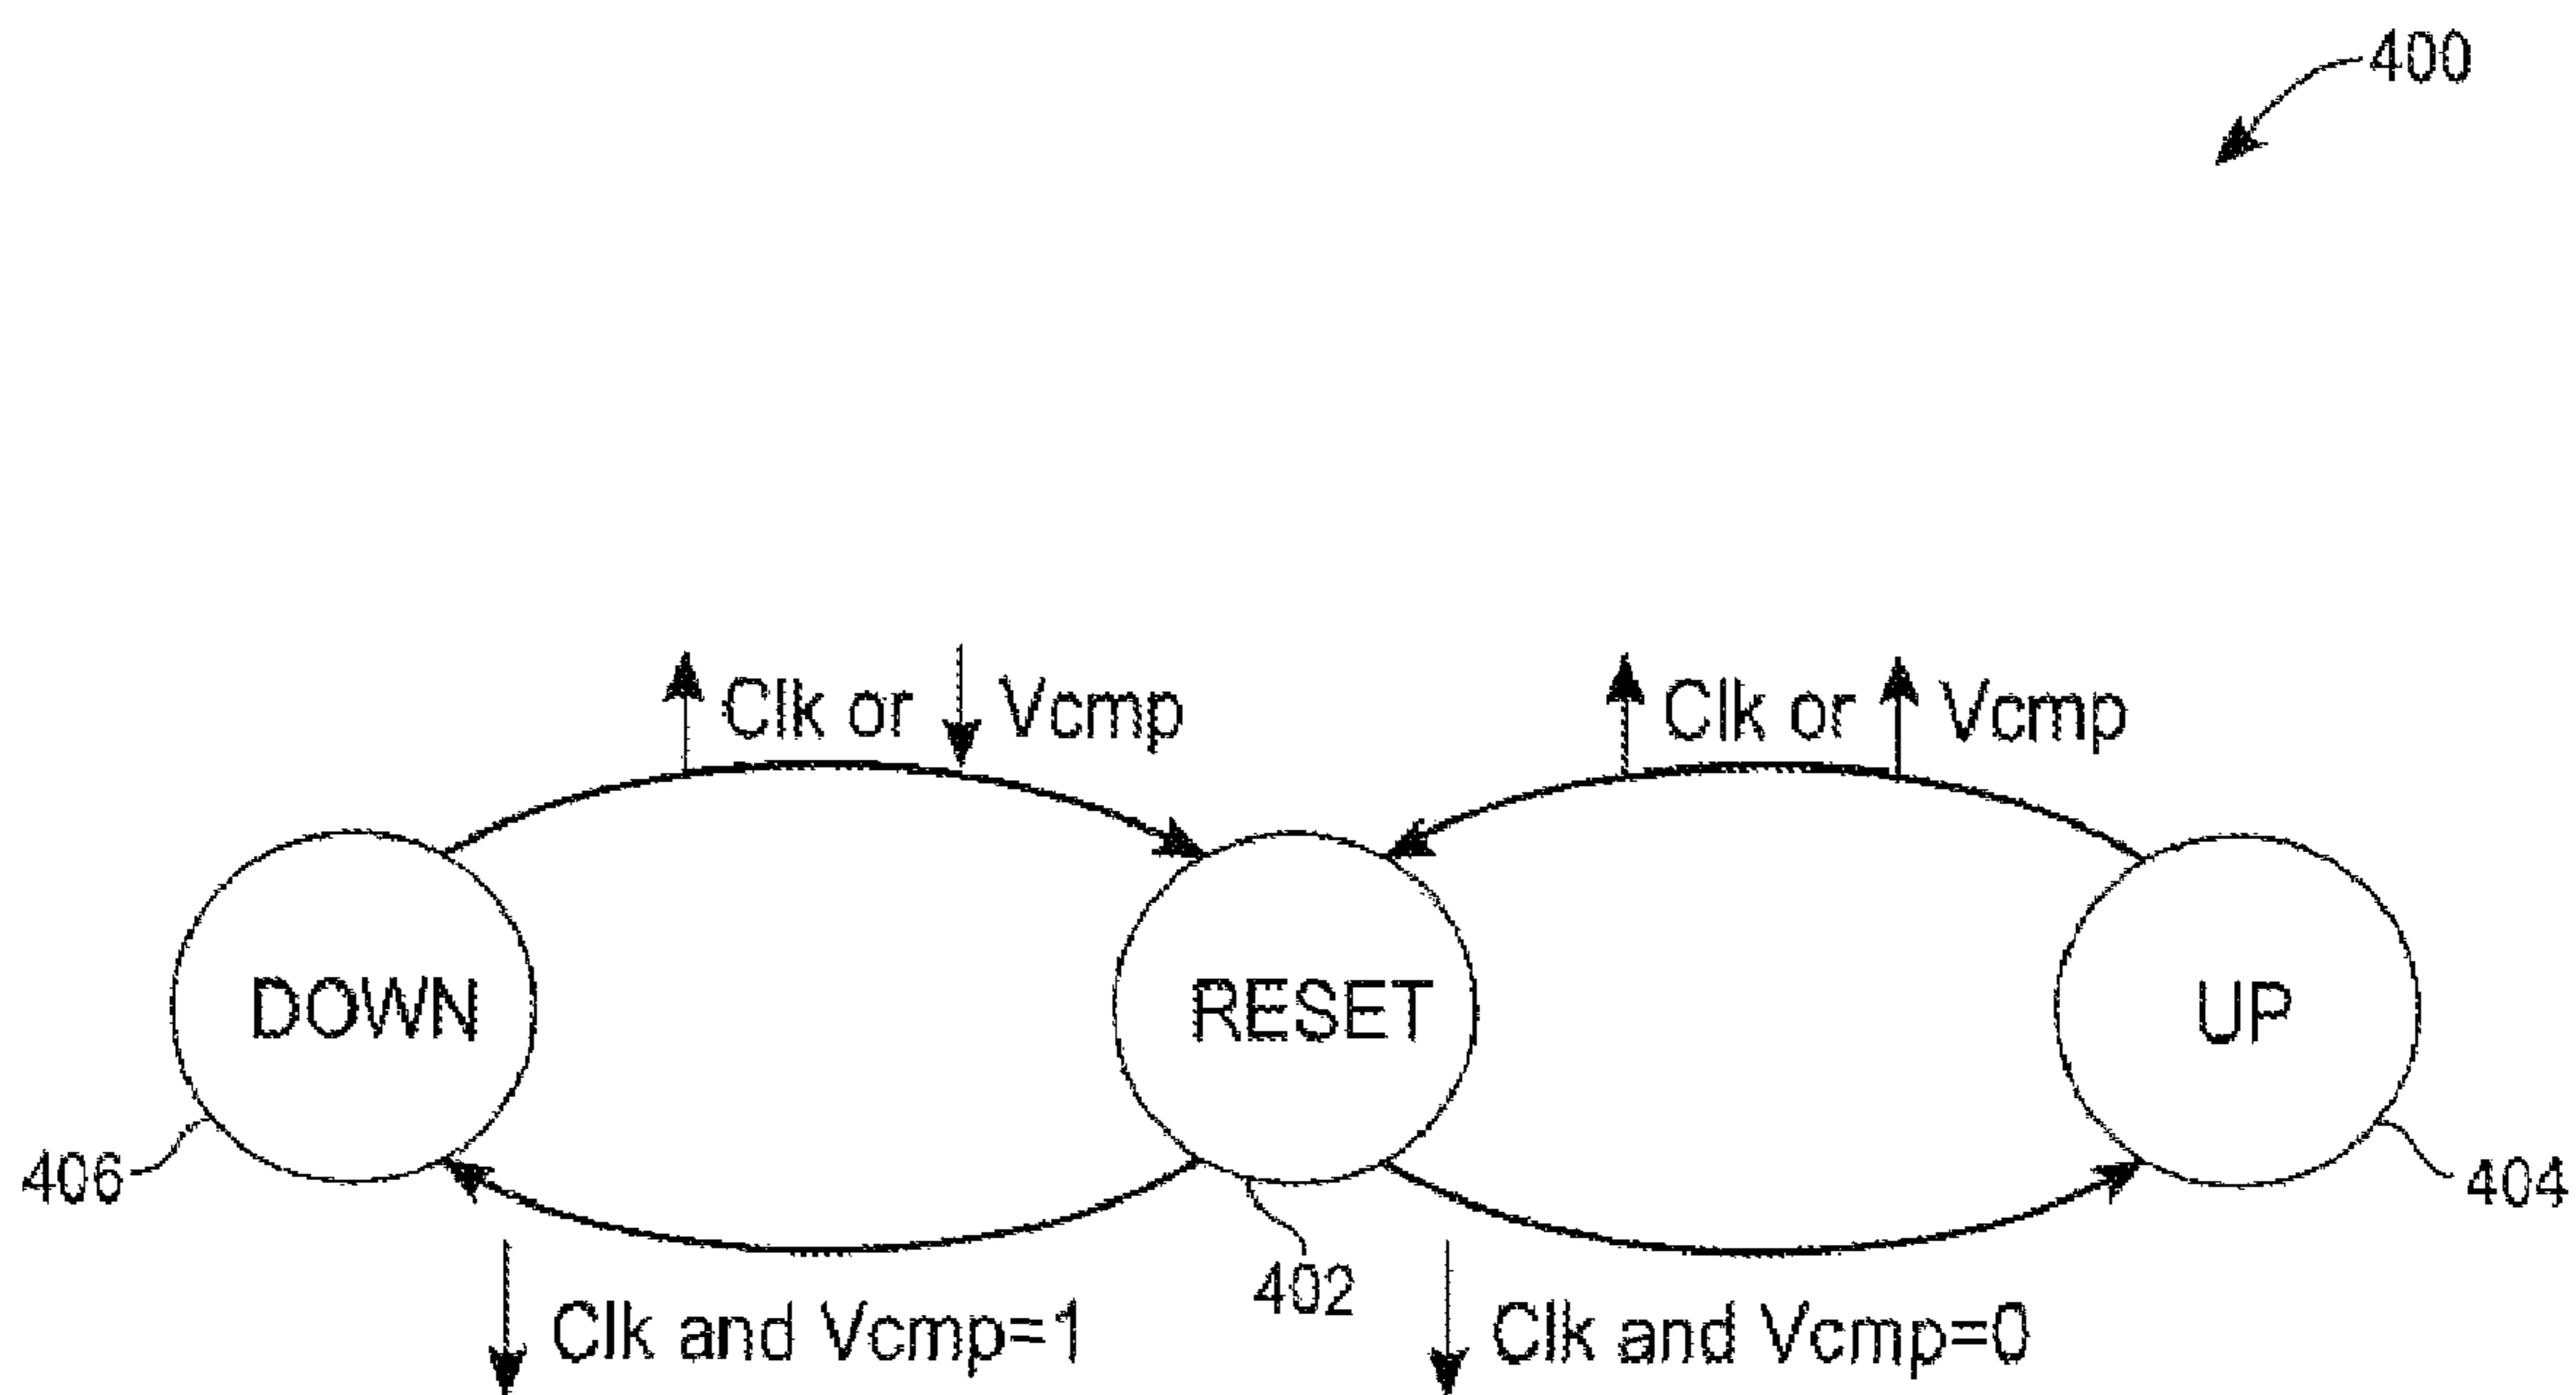 400
↑ Clk or ↓ Vcmp
↑ Clk or ↑ Vcmp
DOWN
RESET
UP
406
402
404
↓ Clk and Vcmp=1
↓ Clk and Vcmp=0